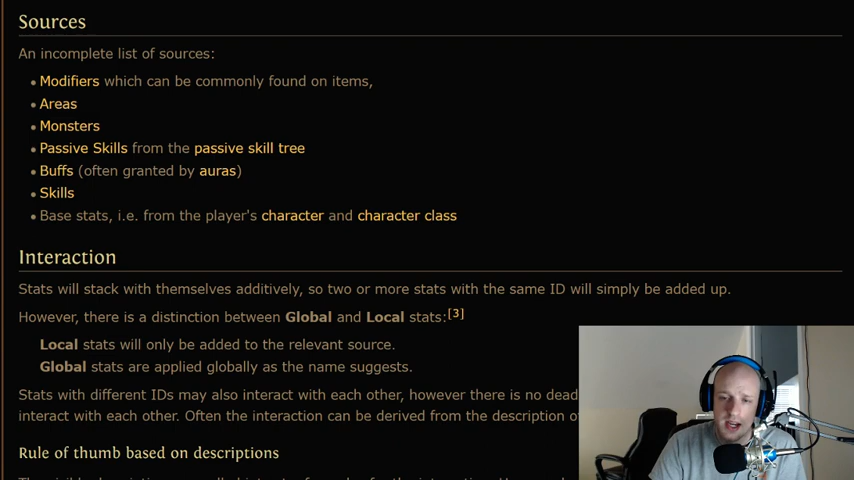 Sources
An incomplete list of sources:
Modifiers which can be commonly found on items,
Areas
Monsters
Passive Skills from the passive skill tree
Buffs (often granted by auras)
Skills
Base stats, i.e. from the player's character and character class
Interaction
Stats will stack with themselves additively, so two or more stats with the same ID will simply be added up.
However, there is a distinction between Global and Local stats:[3]
Local stats will only be added to the relevant source.
Global stats are applied globally as the name suggests.
Stats with different IDs may also interact with each other, however there is no dead
interact with each other. Often the interaction can be derived from the description
Rule of thumb based on descriptions